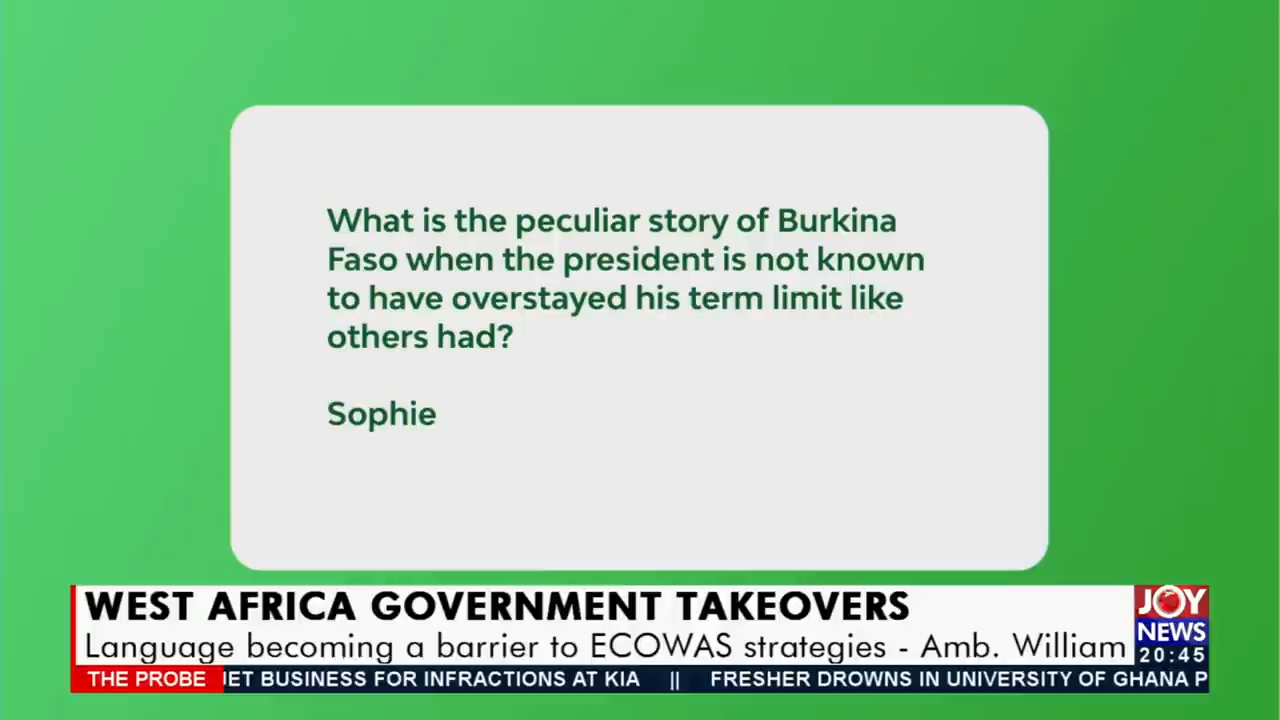 What is the peculiar story of Burkina
Faso when the president is not known
to have overstayed his term limit like
others had?
Sophie
WEST AFRICA GOVERNMENT TAKEOVERS
Language becoming a barrier to ECOWAS strategies - Amb. William
JOY
NEWS
20:45
THE PROBE JET BUSINESS FOR INFRACTIONS AT KIA || FRESHER DROWNS IN UNIVERSITY OF GHANA P